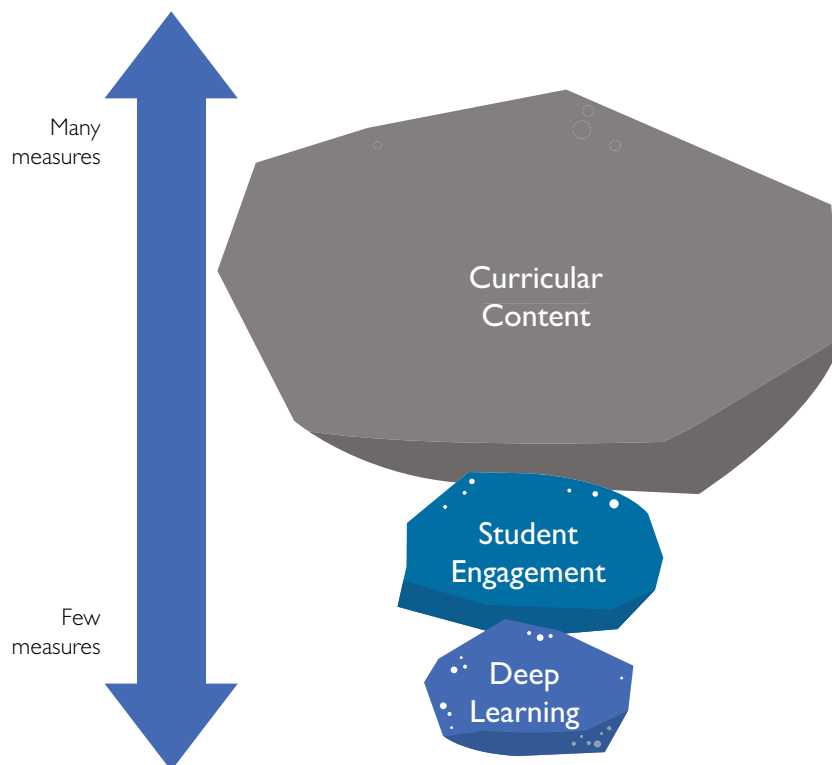 Many
measures
Curricular
Content
Student
Engagement
Few
measures
Deep
Learning